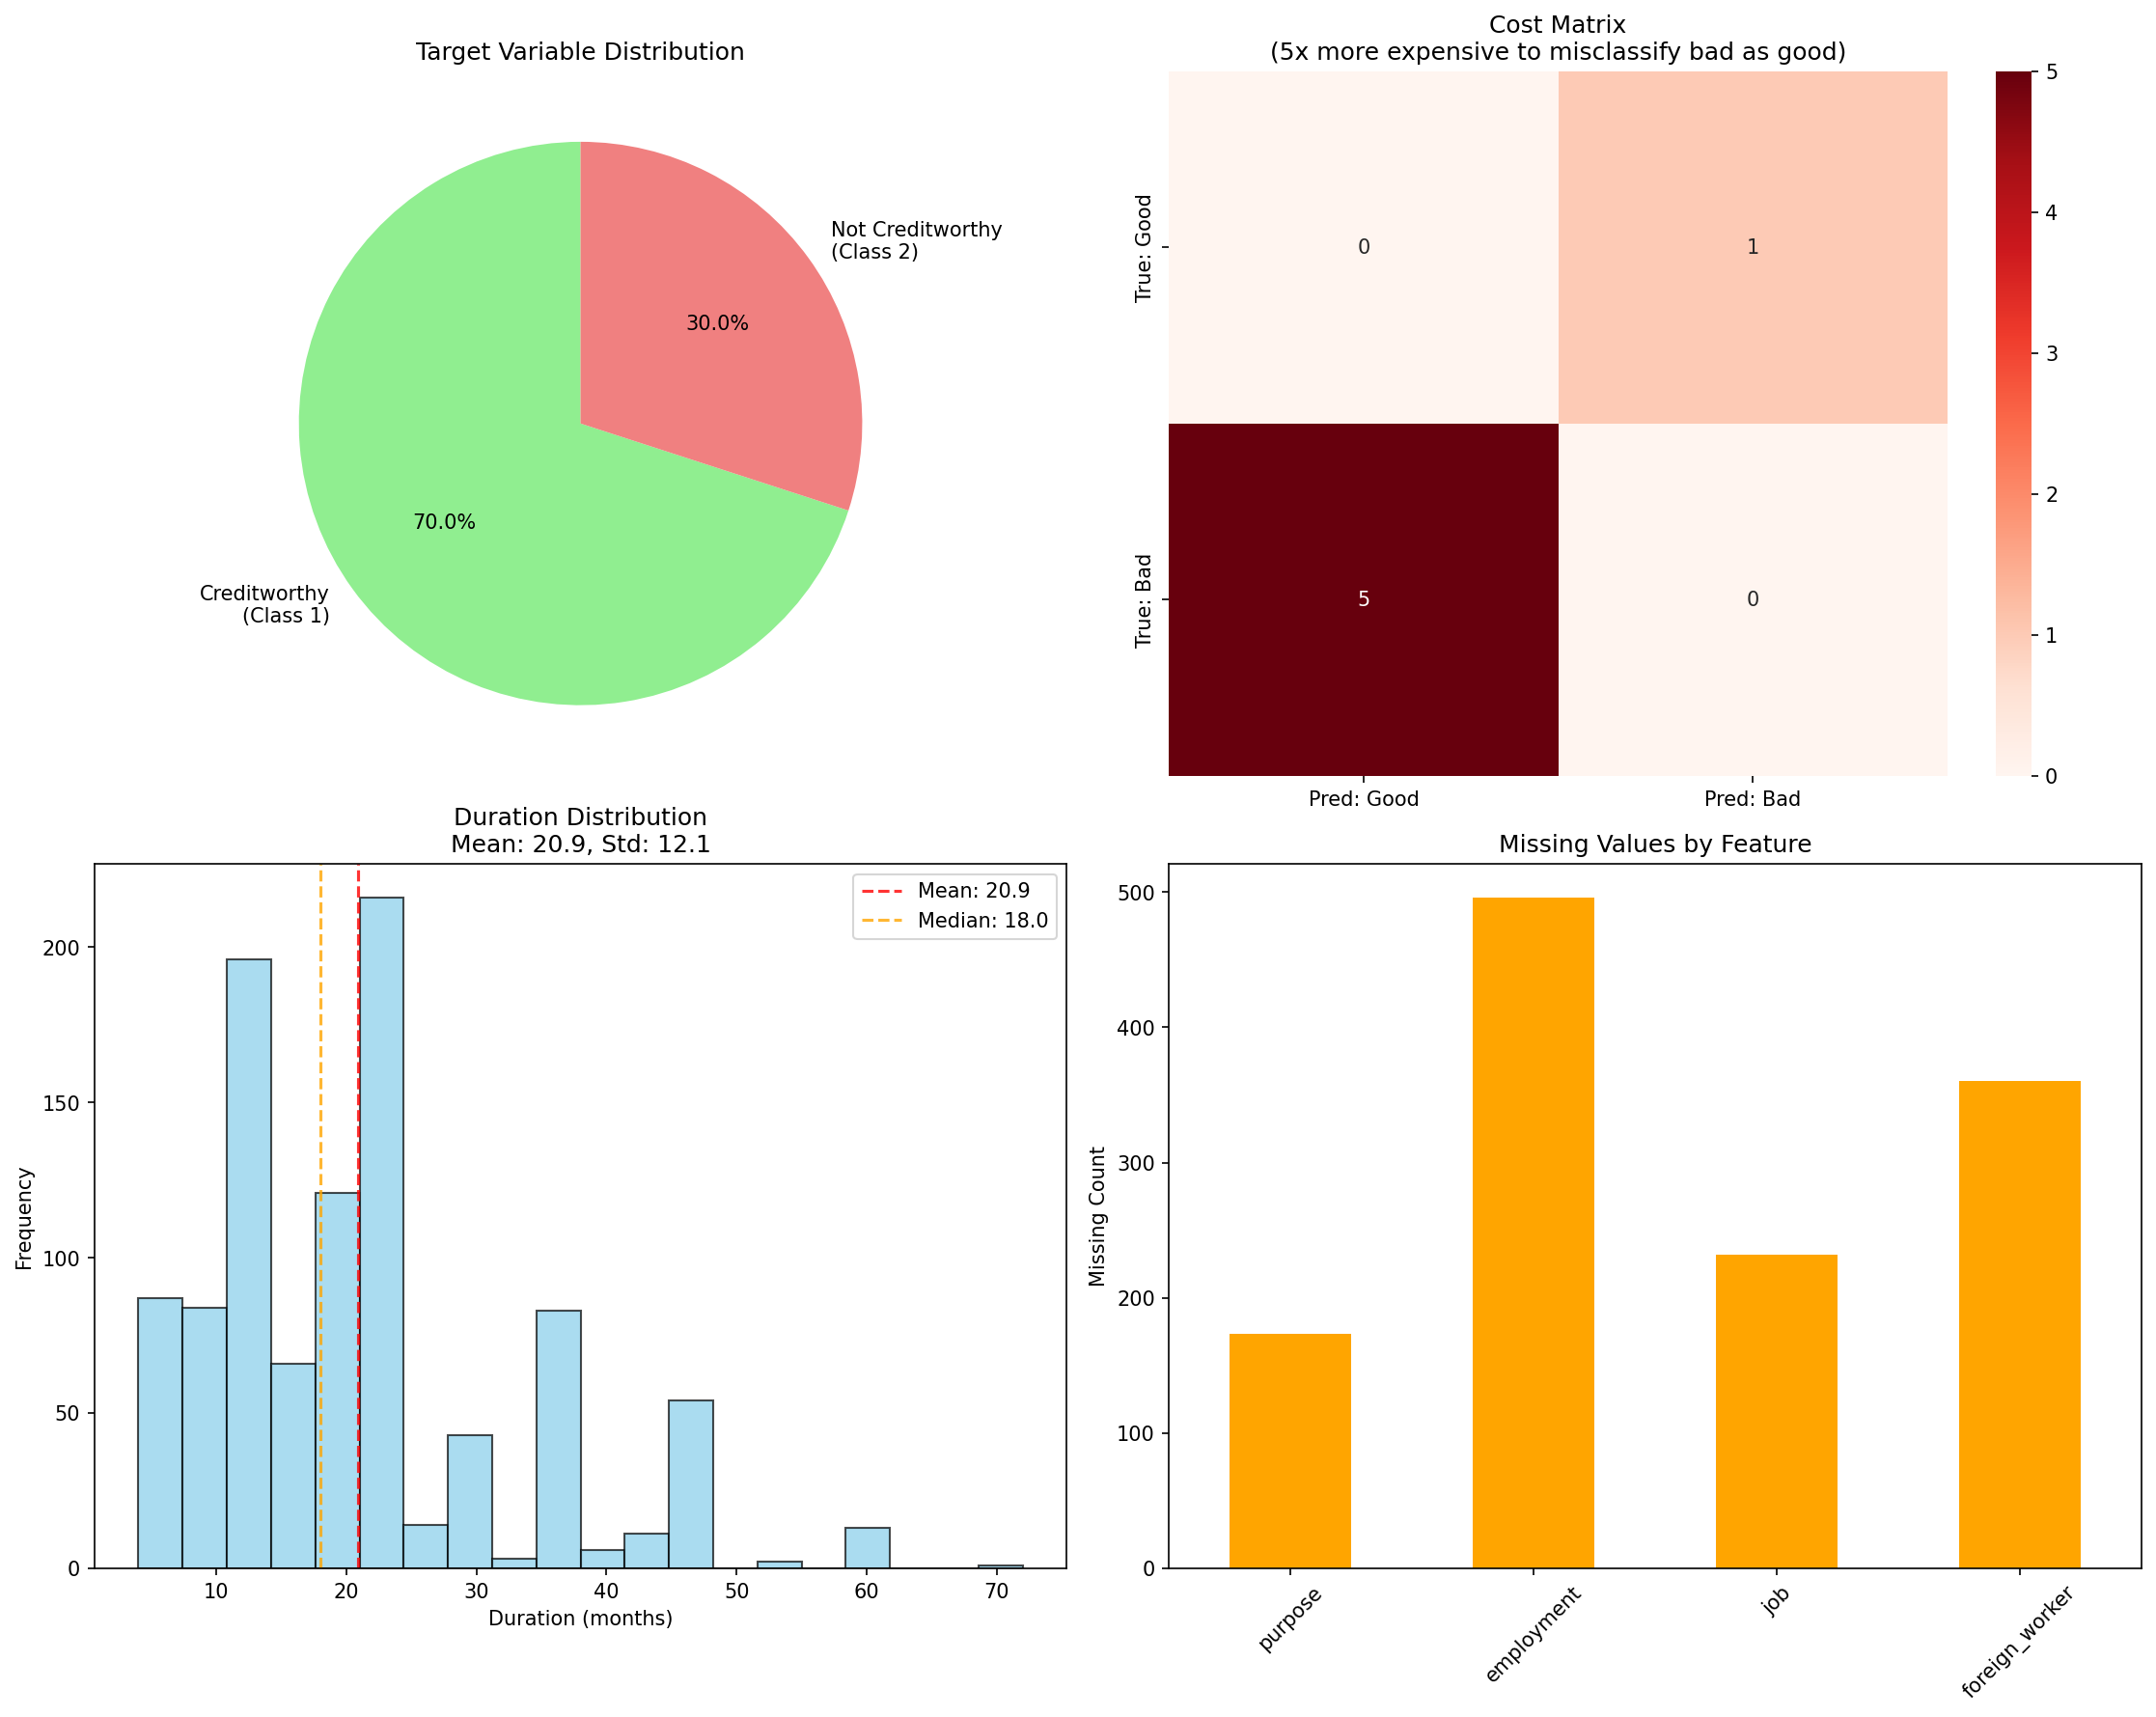 Target Variable Distribution
Not Creditworthy
(Class 2)
30.0%
70.0%
Creditworthy
(Class 1)
Cost Matrix
(5x more expensive to misclassify bad as good)
True: Good
True: Bad
0
1
5
0
Pred: Good
Pred: Bad
5
4
3
2
1
0
Duration Distribution
Mean: 20.9, Std: 12.1
Mean: 20.9
Median: 18.0
Frequency
200
150
100
50
0
10
20
30
40
50
60
70
Duration (months)
Missing Values by Feature
Missing Count
500
400
300
200
100
0
purpose
employment
job
foreign_worker